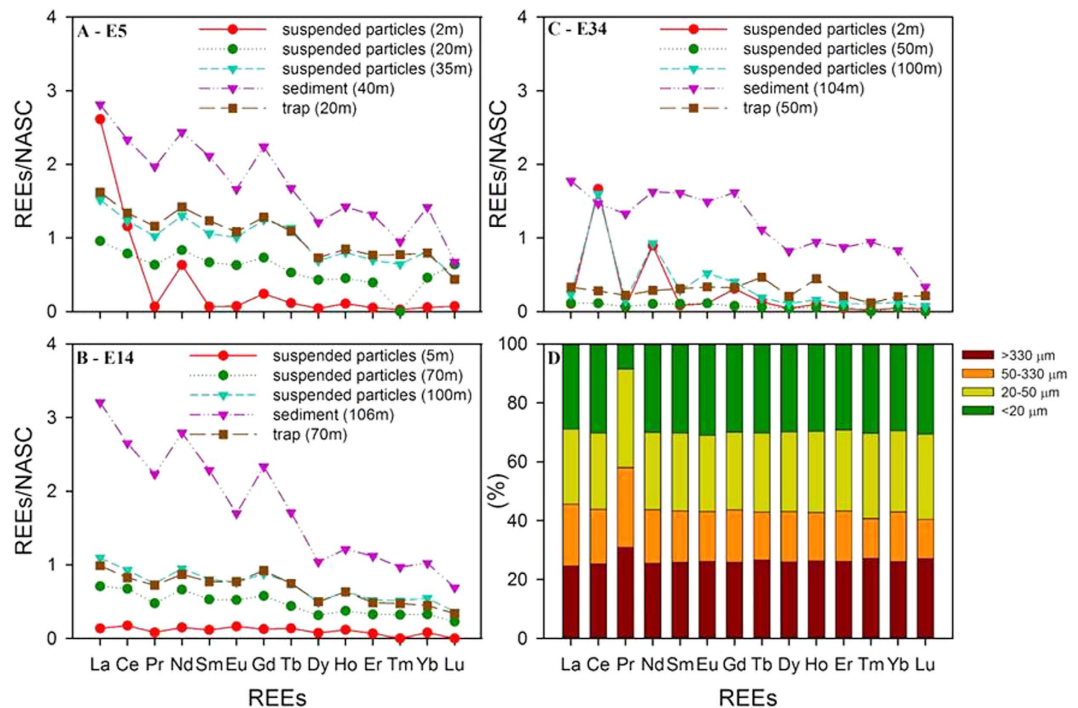 A - E5
suspended particles (2m)
suspended particles (20m)
suspended particles (35m)
sediment (40m)
trap (20m)
REEs/NASC
4
3
2
1
0
C - E34
suspended particles (2m)
suspended particles (50m)
suspended particles (100m)
sediment (104m)
trap (50m)
REEs/NASC
4
3
2
1
0
B - E14
suspended particles (5m)
suspended particles (70m)
suspended particles (100m)
sediment (106m)
trap (70m)
REEs/NASC
4
3
2
1
0
La Ce Pr Nd Sm Eu Gd Tb Dy Ho Er Tm Yb Lu
REEs
D
(%)
100
80
60
40
20
0
La Ce Pr Nd Sm Eu Gd Tb Dy Ho Er Tm Yb Lu
REEs
>330 μm
50-330 μm
20-50 μm
<20 μm